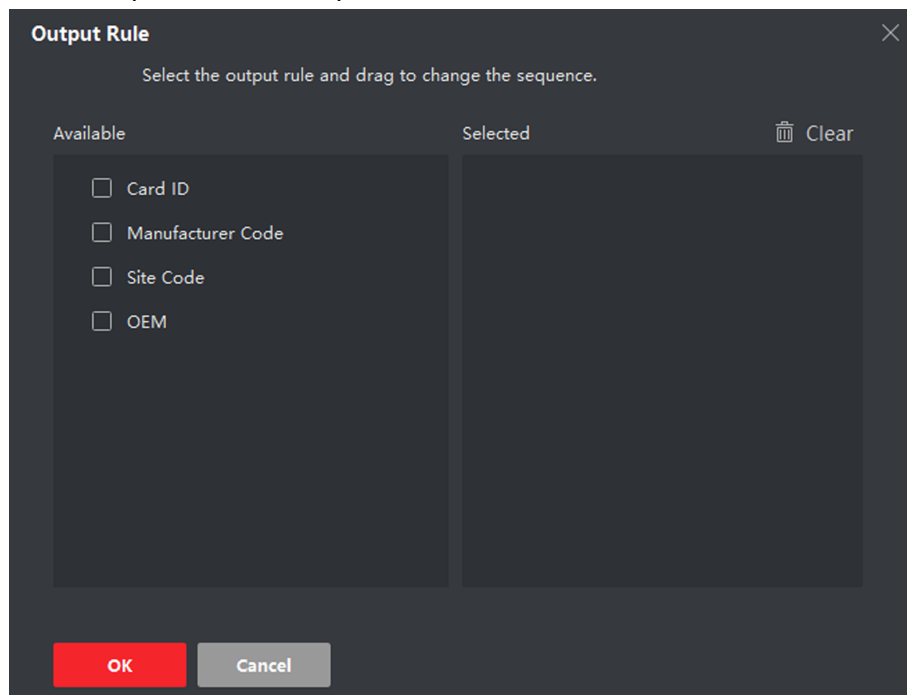 Output Rule
Select the output rule and drag to change the sequence.
Available
Selected
Clear
Card ID
Manufacturer Code
Site Code
OEM
OK
Cancel